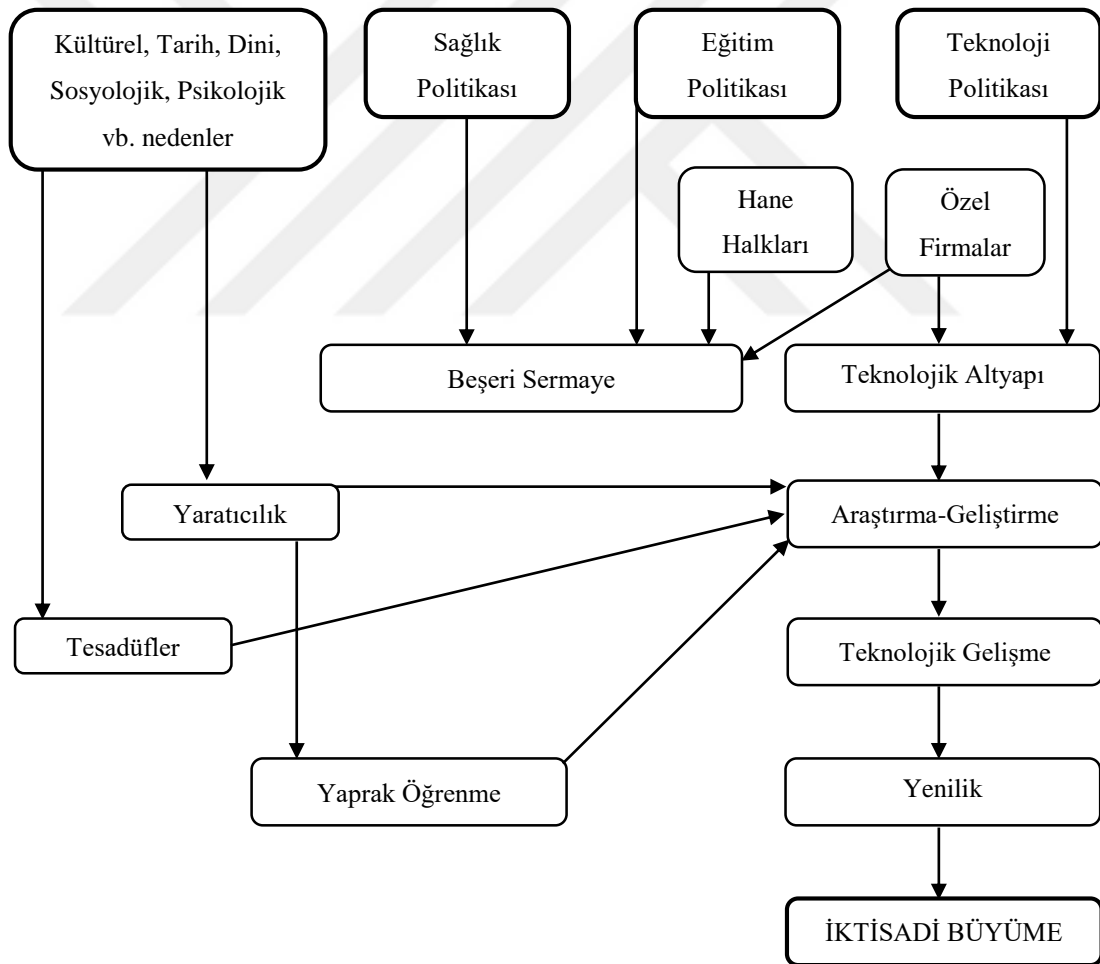 Kültürel, Tarih, Dini,
Sosyolojik, Psikolojik
vb. nedenler
Sağlık
Politikası
Eğitim
Politikası
Teknoloji
Politikası
Hane
Halkları
Özel
Firmalar
Beşeri Sermaye
Teknolojik Altyapı
Yaratıcılık
Araştırma-Geliştirme
Tesadüfler
Teknolojik Gelişme
Yaprak Öğrenme
Yenilik
İKTİSADİ BÜYÜME